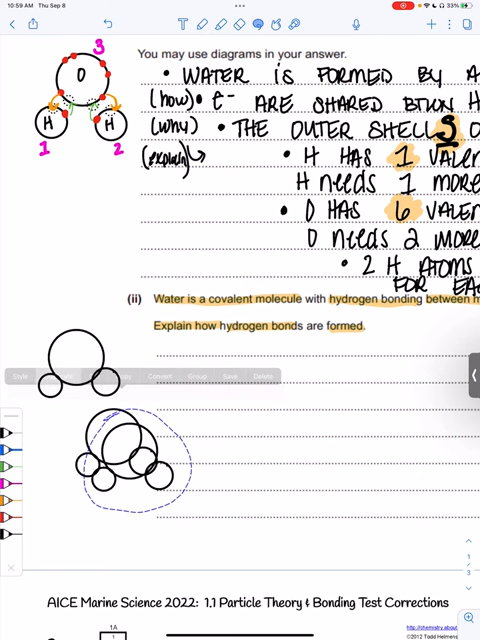 10:59 AM Thu Sep 8
33%
3
O
H
H
1
2
You may use diagrams in your answer.
• WATER IS FORMED BY A
(how) • e- ARE SHARED BTWN H
(why) • THE OUTER SHELLS O
(explain) • H HAS 1 VALEN
H NEEDS 1 MORE
• O HAS 6 VALEN
O NEEDS 2 MORE
• 2 H ATOMS
FOR EA
(ii) Water is a covalent molecule with hydrogen bonding between m
Explain how hydrogen bonds are formed.
Style Copy Convert Group Save Delete
1
3
AICE Marine Science 2022: 1.1 Particle Theory & Bonding Test Corrections
1A
1
http://chemistry.about.
©2012 Todd Helmens